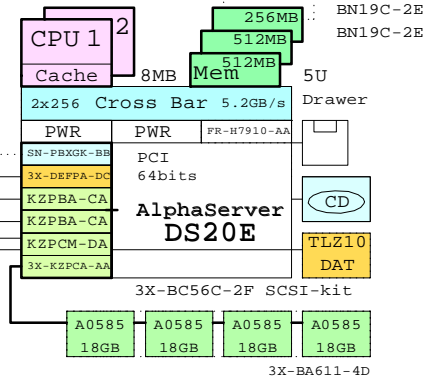 BN19C-2E
256MB
BN19C-2E
2
CPU 1
512MB
512MB
Cache
8MB
Mem
5U
2x256 Cross Bar 5.2GB/s
Drawer
PWR
PWR
FR-H7910-AA
SN-PBXGK-BB
PCI
3X-DEFPA-DC
64bits
KZPBA-CA
AlphaServer
CD
KZPBA-CA
DS20E
KZPCM-DA
TLZ10
3X-KZPCA-AA
DAT
3X-BC56C-2F SCSI-kit
A0585 A0585 A0585 A0585
18GB 18GB 18GB 18GB
3X-BA611-4D